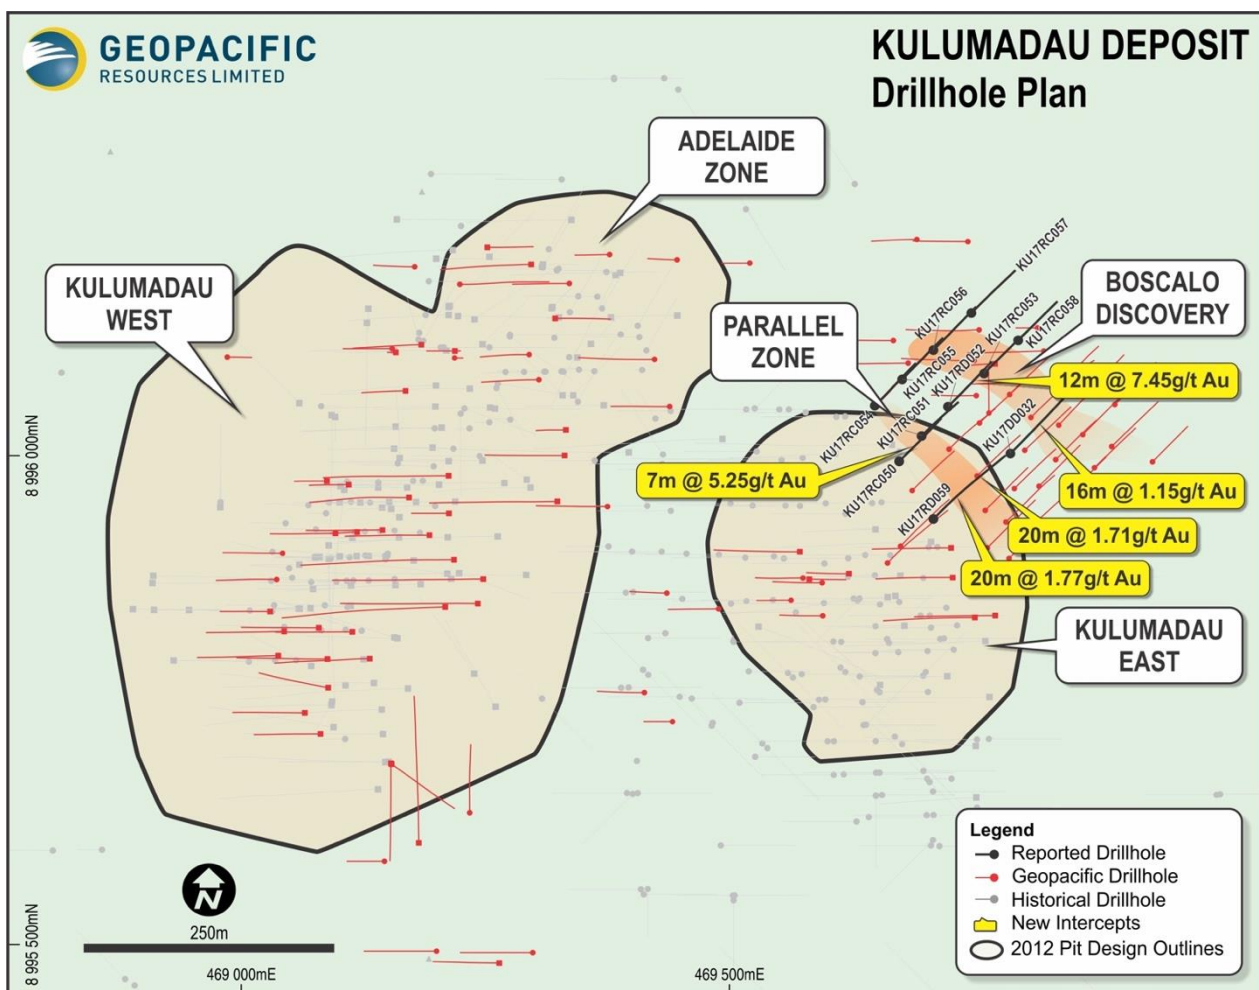 GEOPACIFIC
RESOURCES LIMITED
KULUMADAU DEPOSIT
Drillhole Plan
ADELAIDE
ZONE
KULUMADAU
WEST
PARALLEL
ZONE
BOSCALO
DISCOVERY
KU17RC057
KU17RC056
KU17RC053
KU17RC058
KU17RC055
KU17RD052
KU17RC054
KU17RC051
KU17DD032
KU17RC050
KU17RD059
12m @ 7.45g/t Au
7m @ 5.25g/t Au
16m @ 1.15g/t Au
20m @ 1.71g/t Au
20m @ 1.77g/t Au
KULUMADAU
EAST
8 996 000mN
8 995 500mN
N
250m
469 000mE
469 500mE
Legend
Reported Drillhole
Geopacific Drillhole
Historical Drillhole
New Intercepts
2012 Pit Design Outlines